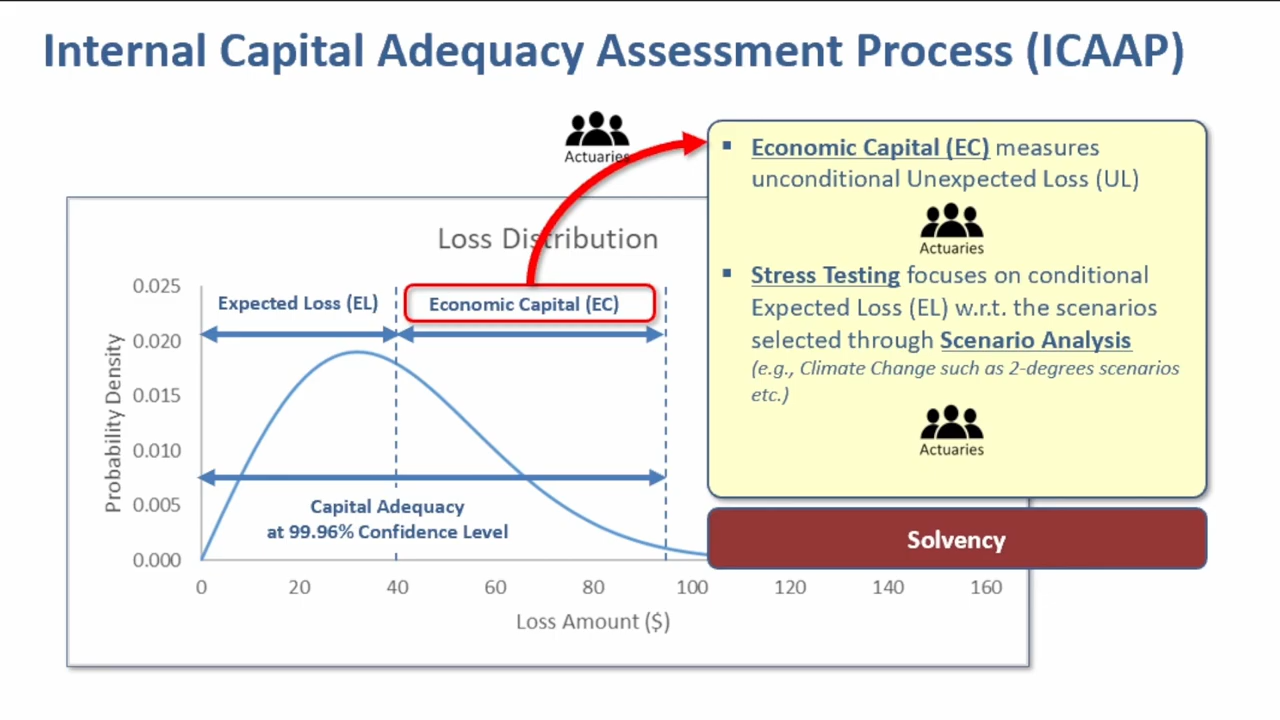 Internal Capital Adequacy Assessment Process (ICAAP)
Actuaries
▪ Economic Capital (EC) measures
unconditional Unexpected Loss (UL)
Actuaries
▪ Stress Testing focuses on conditional
Expected Loss (EL) w.r.t. the scenarios
selected through Scenario Analysis
(e.g., Climate Change such as 2-degrees scenarios
etc.)
Actuaries
Solvency
Loss Distribution
Probability Density
0.025
0.020
0.015
0.010
0.005
0.000
Expected Loss (EL)
Economic Capital (EC)
Capital Adequacy
at 99.96% Confidence Level
0 20 40 60 80 100 120 140 160
Loss Amount ($)